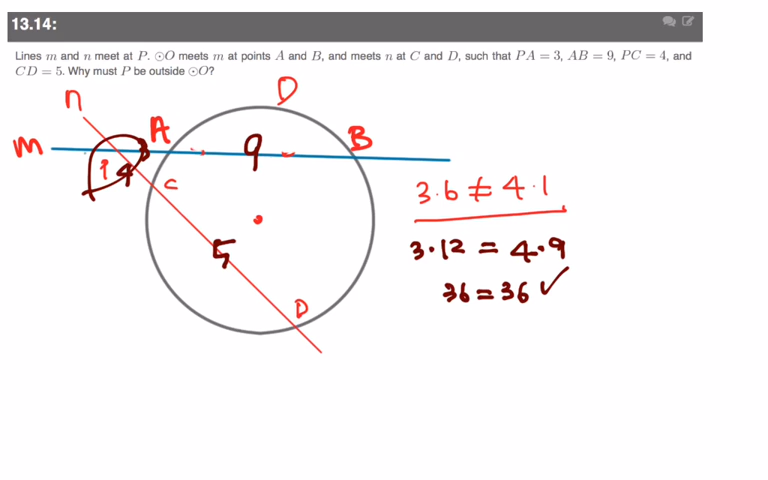 13.14:
Lines m and n meet at P. ⊙O meets m at points A and B, and meets n at C and D, such that PA = 3, AB = 9, PC = 4, and
CD = 5. Why must P be outside ⊙O?
n
D
m
A
9
B
3
4
C
3·6 ≠ 4·1
5
3·12 = 4·9
36 = 36 ✓
D